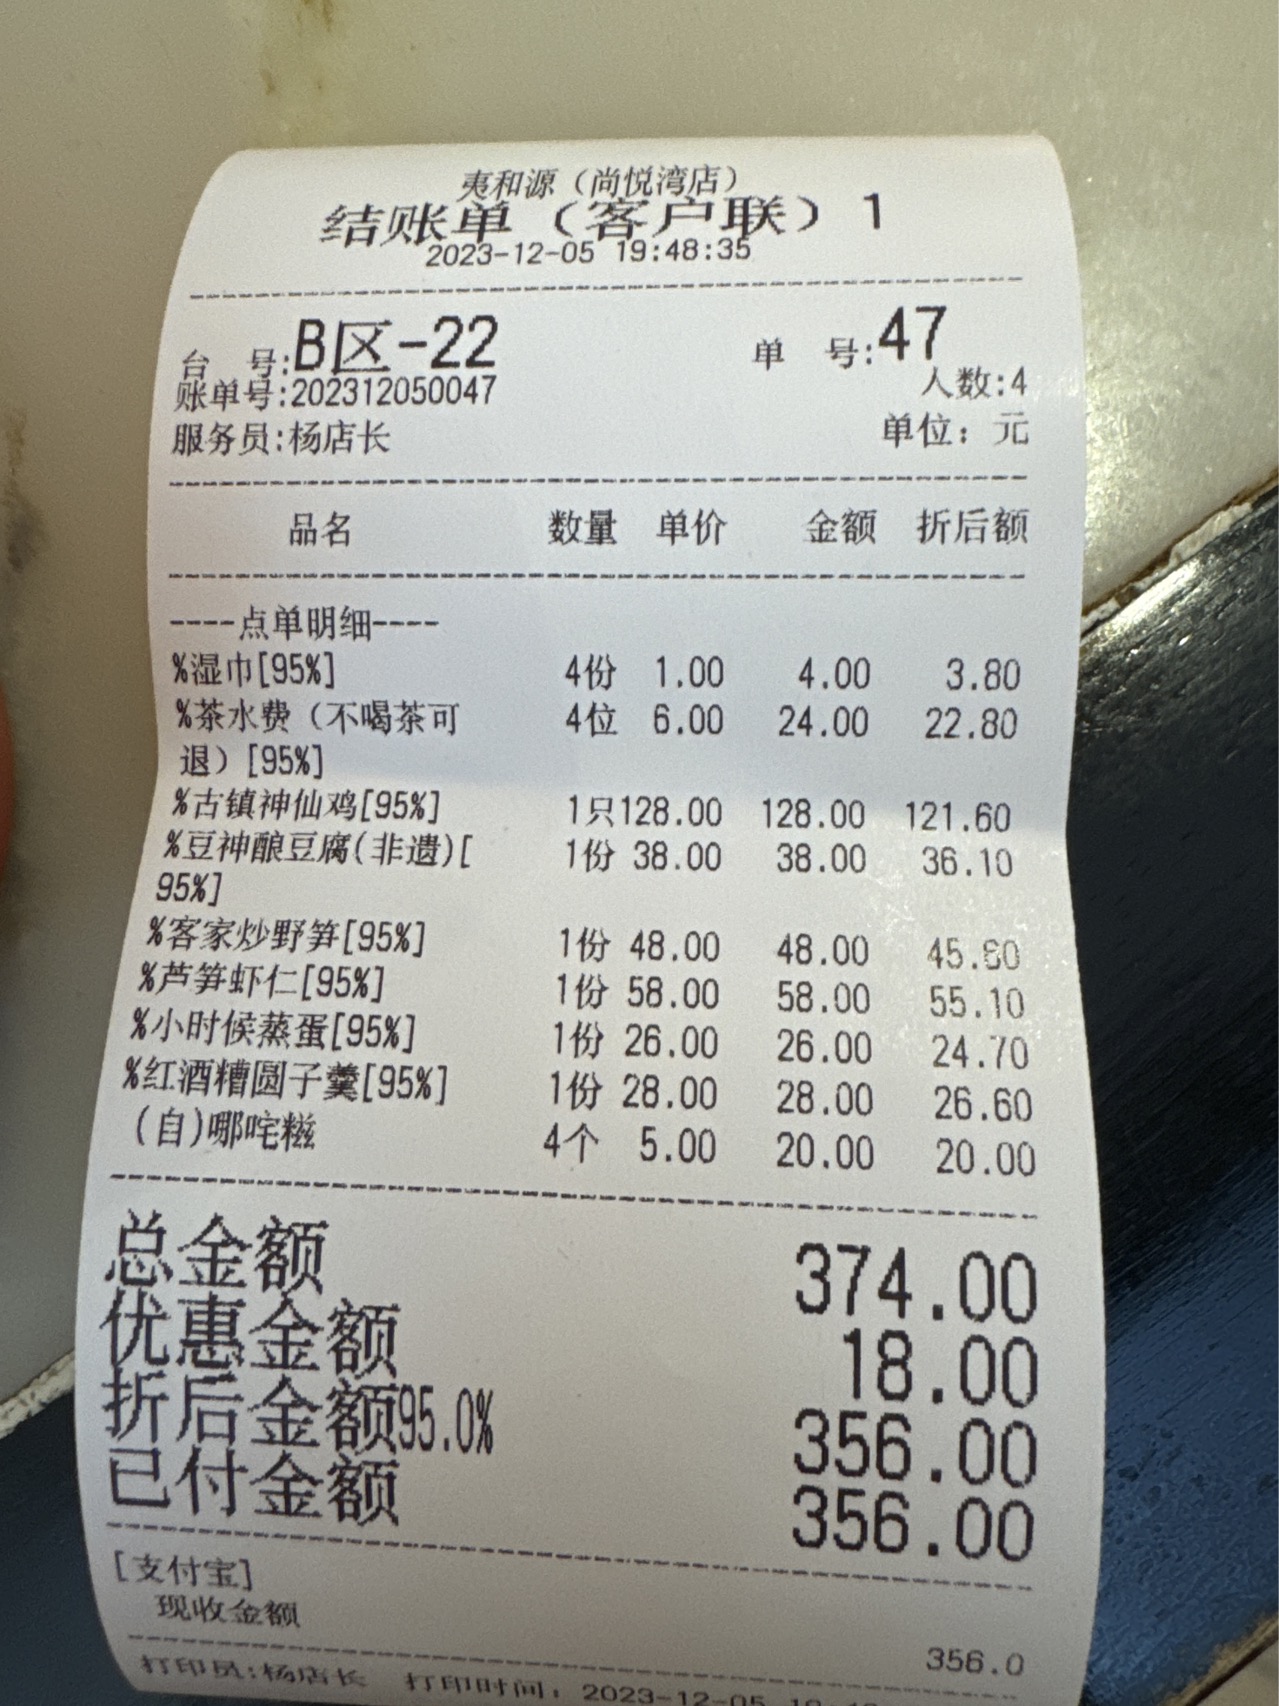 夷和源（尚悦湾店）
结账单（客户联）1
2023-12-05 19:48:35
台 号:B区-22 单 号:47
人数:4
账单号:202312050047
服务员:杨店长 单位：元
品名 数量 单价 金额 折后额
----点单明细----
%湿巾[95%] 4份 1.00 4.00 3.80
%茶水费（不喝茶可 4位 6.00 24.00 22.80
退）[95%]
%古镇神仙鸡[95%] 1只128.00 128.00 121.60
%豆神酿豆腐(非遗)[ 1份 38.00 38.00 36.10
95%]
%客家炒野笋[95%] 1份 48.00 48.00 45.60
%芦笋虾仁[95%] 1份 58.00 58.00 55.10
%小时候蒸蛋[95%] 1份 26.00 26.00 24.70
%红酒糟圆子羹[95%] 1份 28.00 28.00 26.60
(自)哪咤糍 4个 5.00 20.00 20.00
总金额 374.00
优惠金额 18.00
折后金额95.0% 356.00
已付金额 356.00
[支付宝]
现收金额 356.0
打印员:杨店长 打印时间：2023-12-05